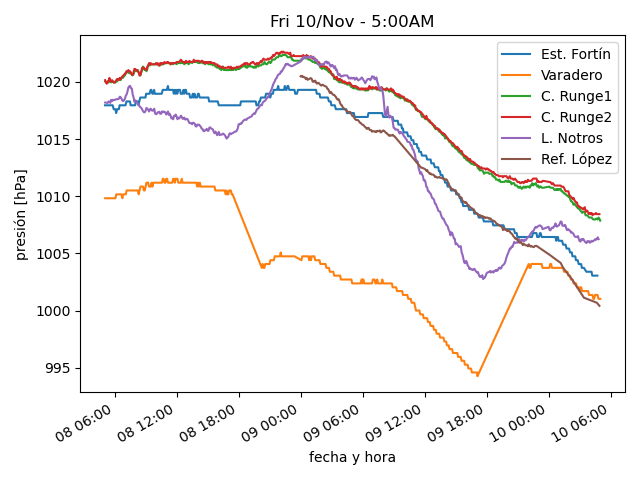 Fri 10/Nov - 5:00AM
Est. Fortín
Varadero
C. Runge1
C. Runge2
L. Notros
Ref. López
presión [hPa]
1020
1015
1010
1005
1000
995
08 06:00
08 12:00
08 18:00
09 00:00
09 06:00
09 12:00
09 18:00
10 00:00
10 06:00
fecha y hora